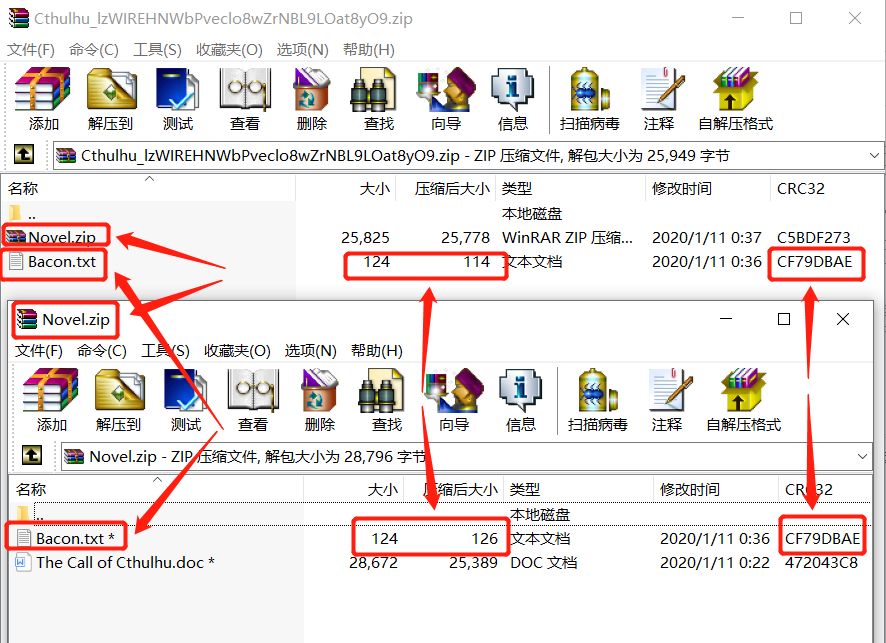 Cthulhu_lzWIREHNWbPveclo8wZrNBL9LOat8yO9.zip
文件(F) 命令(C) 工具(S) 收藏夹(O) 选项(N) 帮助(H)
添加 解压到 测试 查看 删除 查找 向导 信息 扫描病毒 注释 自解压格式
Cthulhu_lzWIREHNWbPveclo8wZrNBL9LOat8yO9.zip - ZIP 压缩文件, 解包大小为 25,949 字节
名称 大小 压缩后大小 类型 修改时间 CRC32
.. 本地磁盘
Novel.zip 25,825 25,778 WinRAR ZIP 压缩... 2020/1/11 0:37 C5BDF273
Bacon.txt 124 114 文本文档 2020/1/11 0:36 CF79DBAE
Novel.zip
文件(F) 命令(C) 工具(S) 收藏夹(O) 选项(N) 帮助(H)
添加 解压到 测试 查看 删除 查找 向导 信息 扫描病毒 注释 自解压格式
Novel.zip - ZIP 压缩文件, 解包大小为 28,796 字节
名称 大小 压缩后大小 类型 修改时间 CRC32
.. 本地磁盘
Bacon.txt * 124 126 文本文档 2020/1/11 0:36 CF79DBAE
The Call of Cthulhu.doc * 28,672 25,389 DOC 文档 2020/1/11 0:22 472043C8